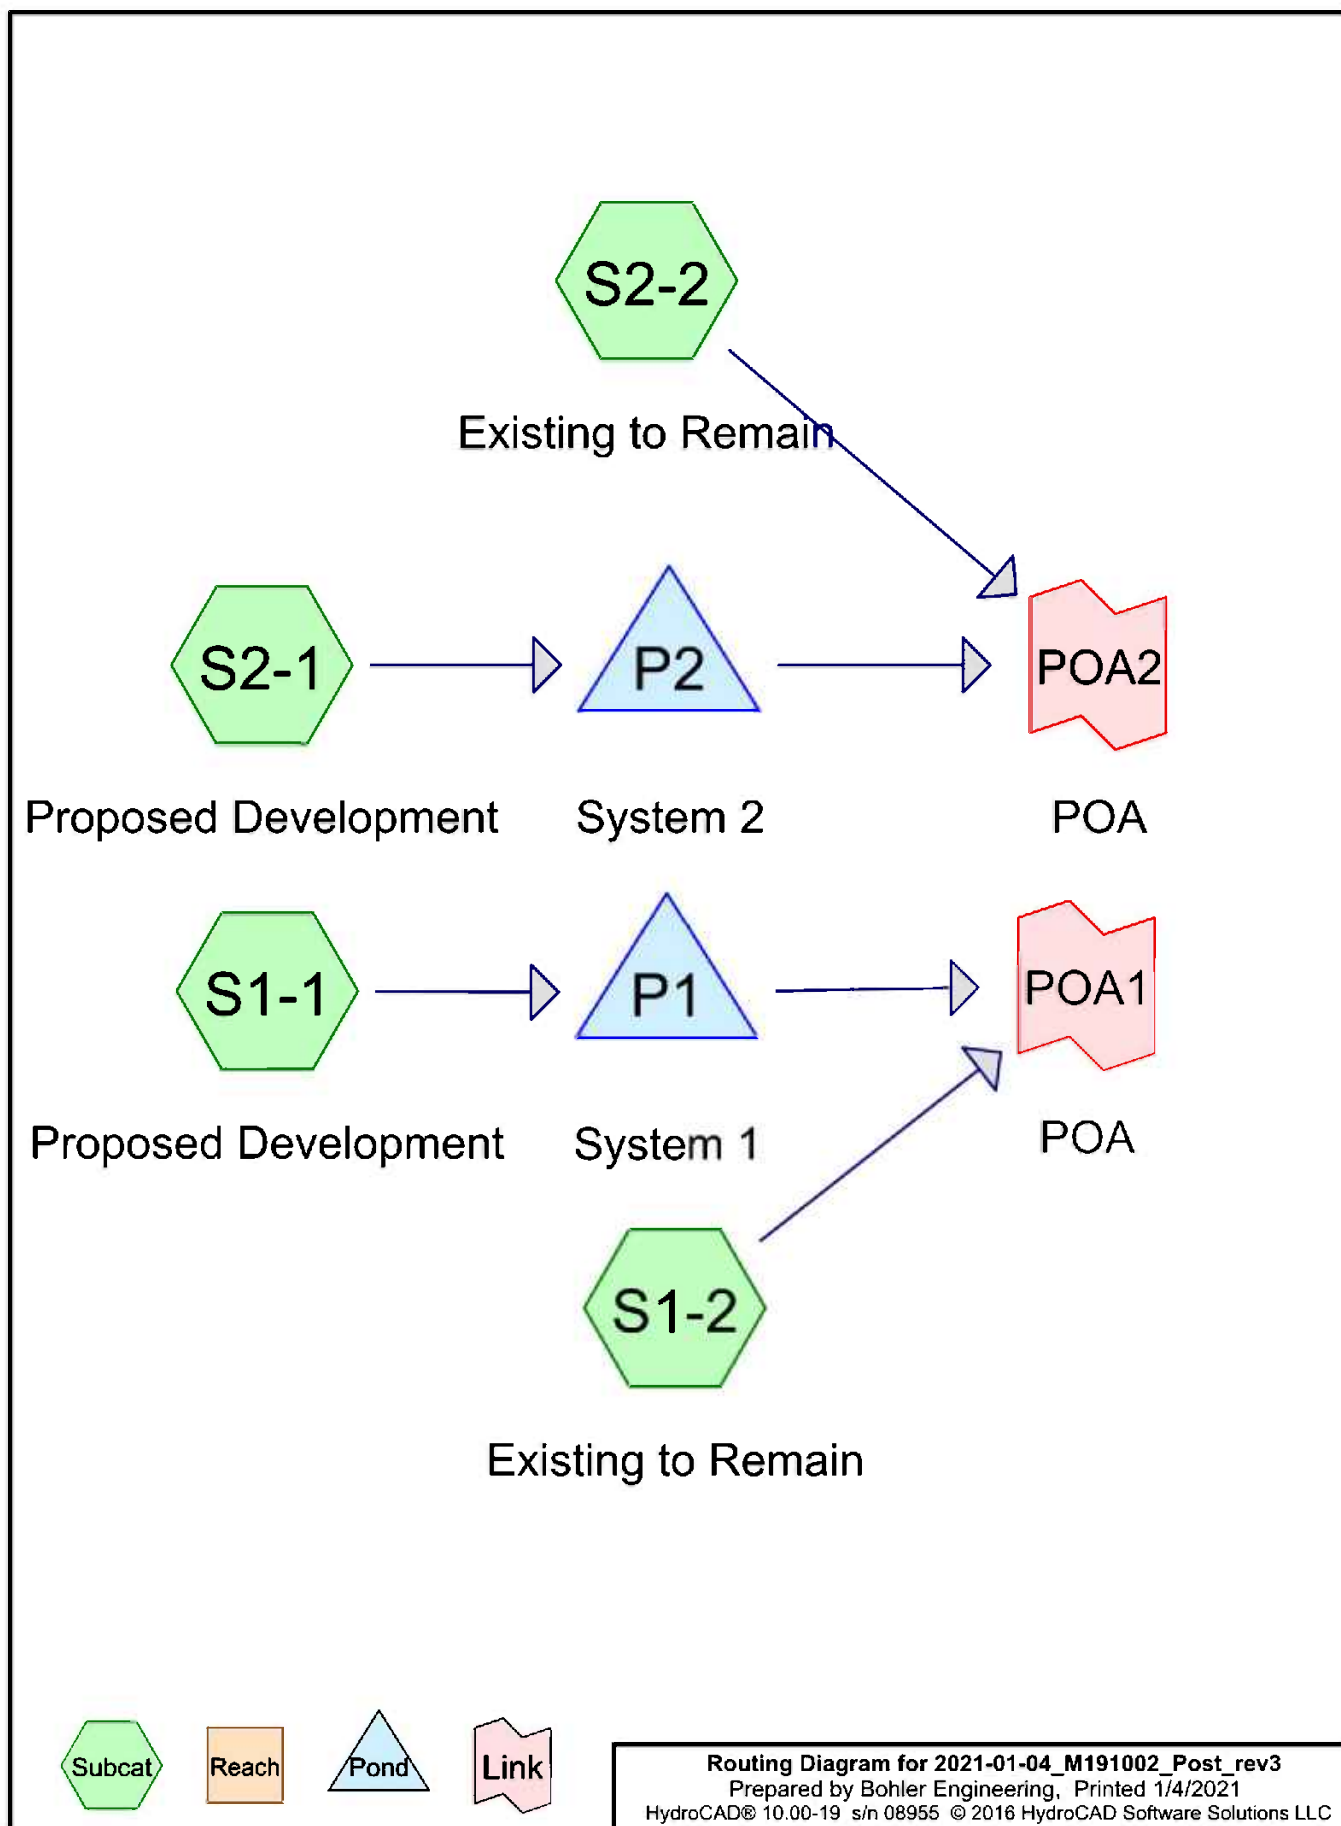 S2-2
Existing to Remain
S2-1
P2
POA2
Proposed Development
System 2
POA
S1-1
P1
POA1
Proposed Development
System 1
POA
S1-2
Existing to Remain
Subcat
Reach
Pond
Link
Routing Diagram for 2021-01-04_M191002_Post_rev3
Prepared by Bohler Engineering, Printed 1/4/2021
HydroCAD® 10.00-19 s/n 08955 © 2016 HydroCAD Software Solutions LLC